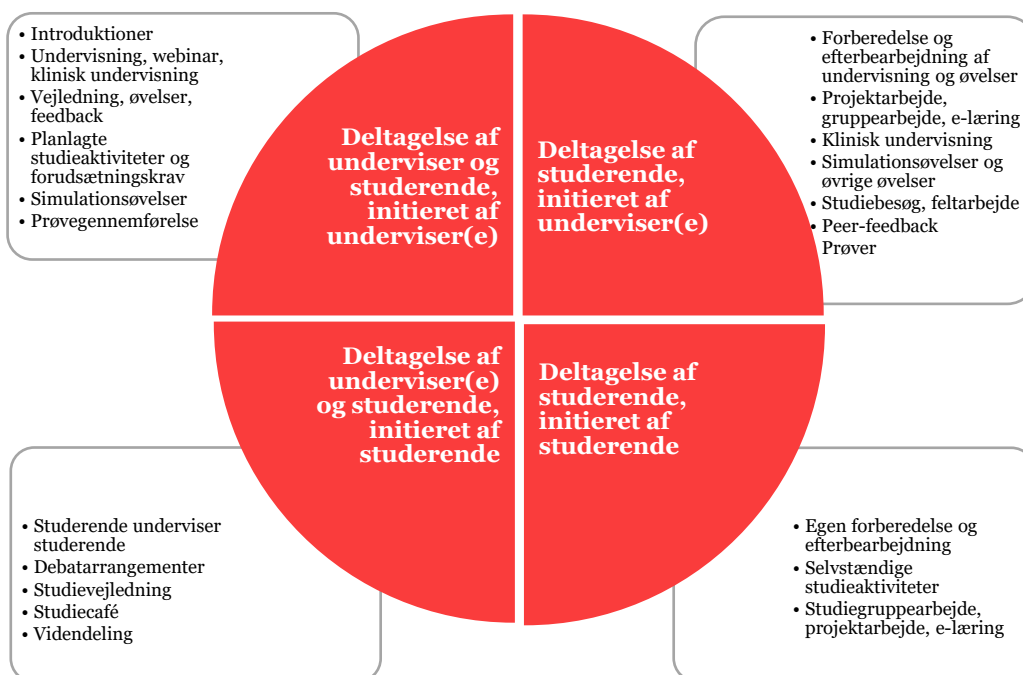 • Introduktioner
• Undervisning, webinar,
klinisk undervisning
• Vejledning, øvelser,
feedback
• Planlagte
studieaktiviteter og
forudsætningskrav
• Simulationsøvelser
• Prøvegennemførelse
Deltagelse af
underviser og
studerende,
initieret af
underviser(e)
Deltagelse af
studerende,
initieret af
underviser(e)
• Forberedelse og
efterbearbejdning af
undervisning og øvelser
• Projektarbejde,
gruppearbejde, e-læring
• Klinisk undervisning
• Simulationsøvelser og
øvrige øvelser
• Studiebesøg, feltarbejde
• Peer-feedback
• Prøver
Deltagelse af
underviser(e)
og studerende,
initieret af
studerende
Deltagelse af
studerende,
initieret af
studerende
• Studerende underviser
studerende
• Debatarrangementer
• Studievejledning
• Studiecafé
• Videndeling
• Egen forberedelse og
efterbearbejdning
• Selvstændige
studieaktiviteter
• Studiegruppearbejde,
projektarbejde, e-læring